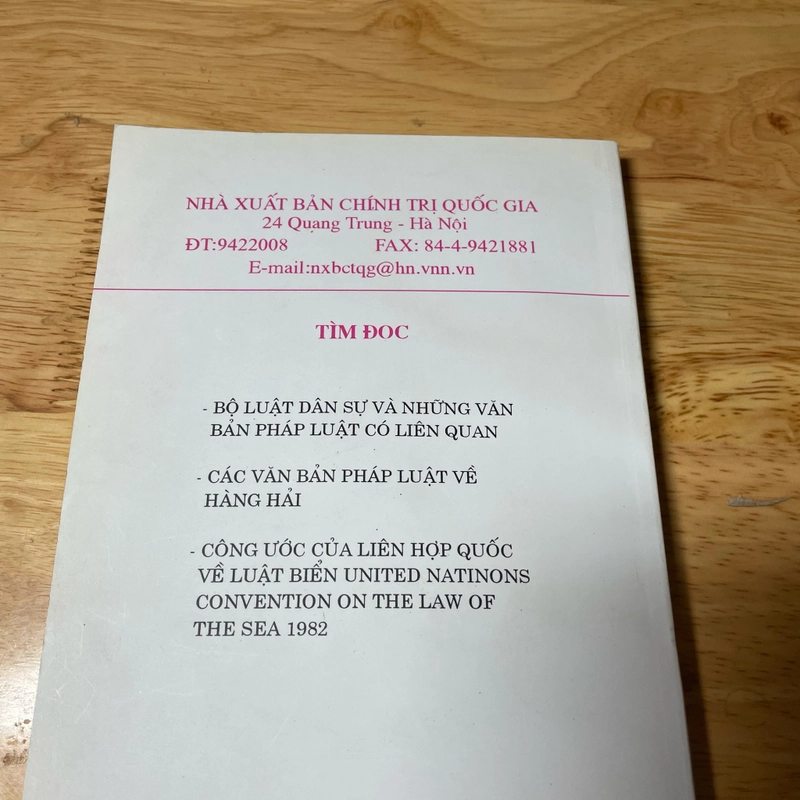 NHÀ XUẤT BẢN CHÍNH TRỊ QUỐC GIA
24 Quang Trung - Hà Nội
ĐT:9422008 FAX: 84-4-9421881
E-mail:nxbctqg@hn.vnn.vn
TÌM ĐOC
- BỘ LUẬT DÂN SỰ VÀ NHỮNG VĂN
BẢN PHÁP LUẬT CÓ LIÊN QUAN
- CÁC VĂN BẢN PHÁP LUẬT VỀ
HÀNG HẢI
- CÔNG ƯỚC CỦA LIÊN HỢP QUỐC
VỀ LUẬT BIỂN UNITED NATINONS
CONVENTION ON THE LAW OF
THE SEA 1982